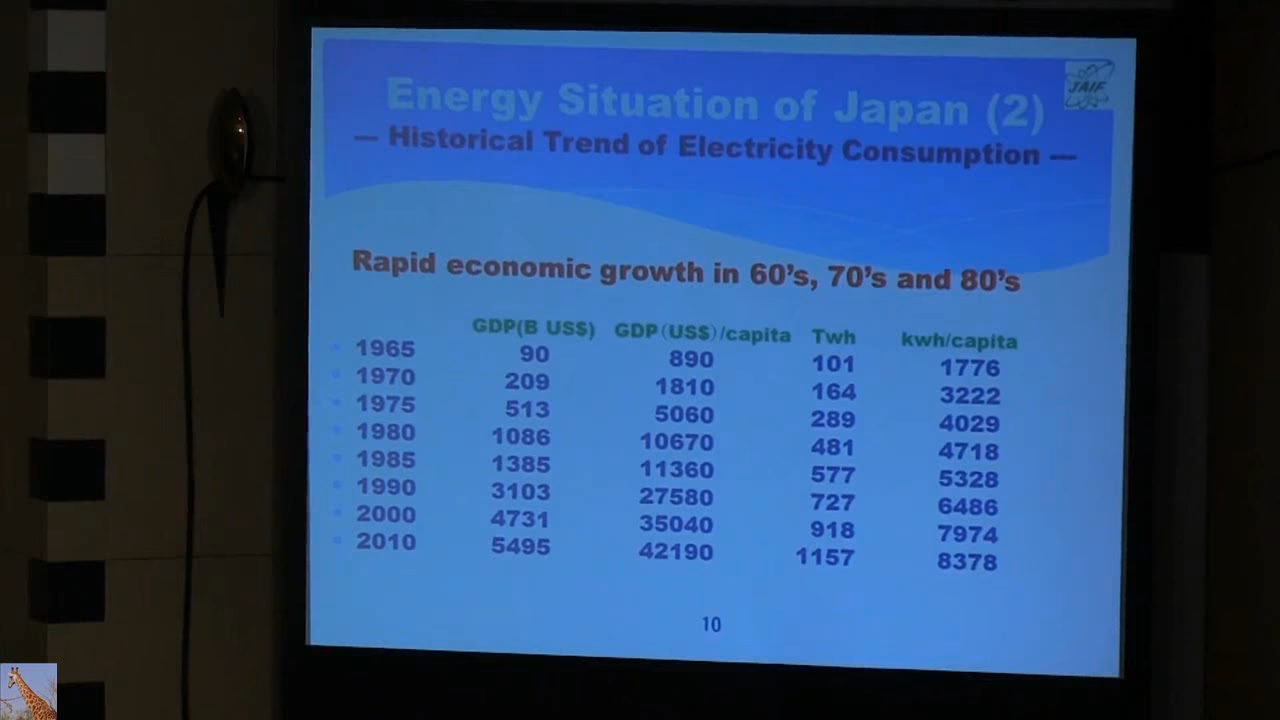 Energy Situation of Japan (2)
JAIF
— Historical Trend of Electricity Consumption —
Rapid economic growth in 60's, 70's and 80's
GDP(B US$) GDP(US$)/capita Twh kwh/capita
1965 90 890 101 1776
1970 209 1810 164 3222
1975 513 5060 289 4029
1980 1086 10670 481 4718
1985 1385 11360 577 5328
1990 3103 27580 727 6486
2000 4731 35040 918 7974
2010 5495 42190 1157 8378
10